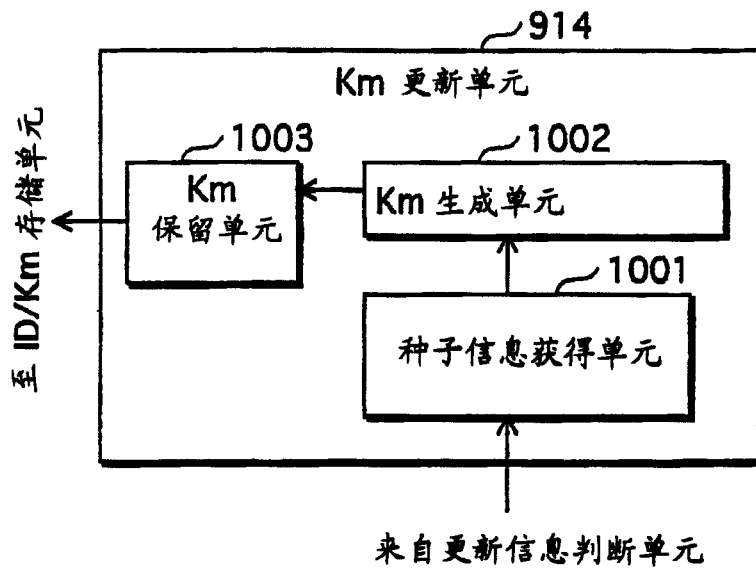 914
Km 更新单元
1003
1002
Km
保留单元
Km 生成单元
至 ID/Km 存储单元
1001
种子信息获得单元
来自更新信息判断单元